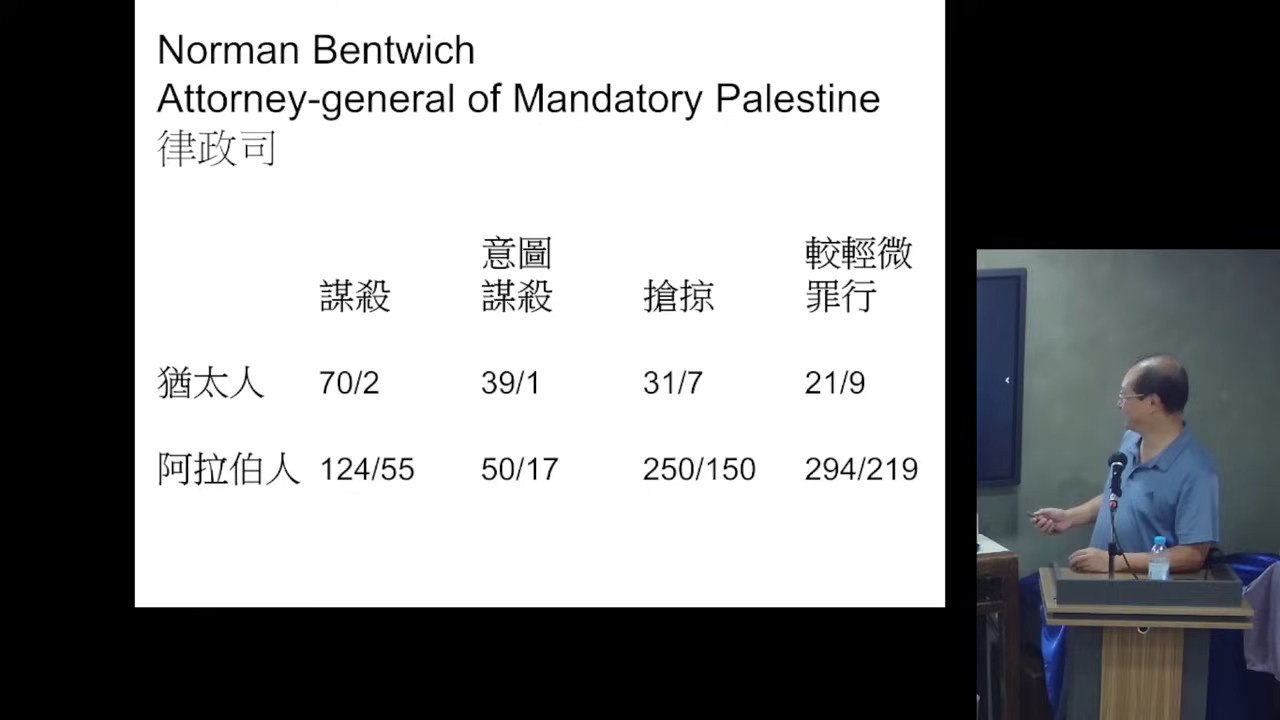 Norman Bentwich
Attorney-general of Mandatory Palestine
律政司
謀殺 意圖謀殺 搶掠 較輕微罪行
猶太人 70/2 39/1 31/7 21/9
阿拉伯人 124/55 50/17 250/150 294/219